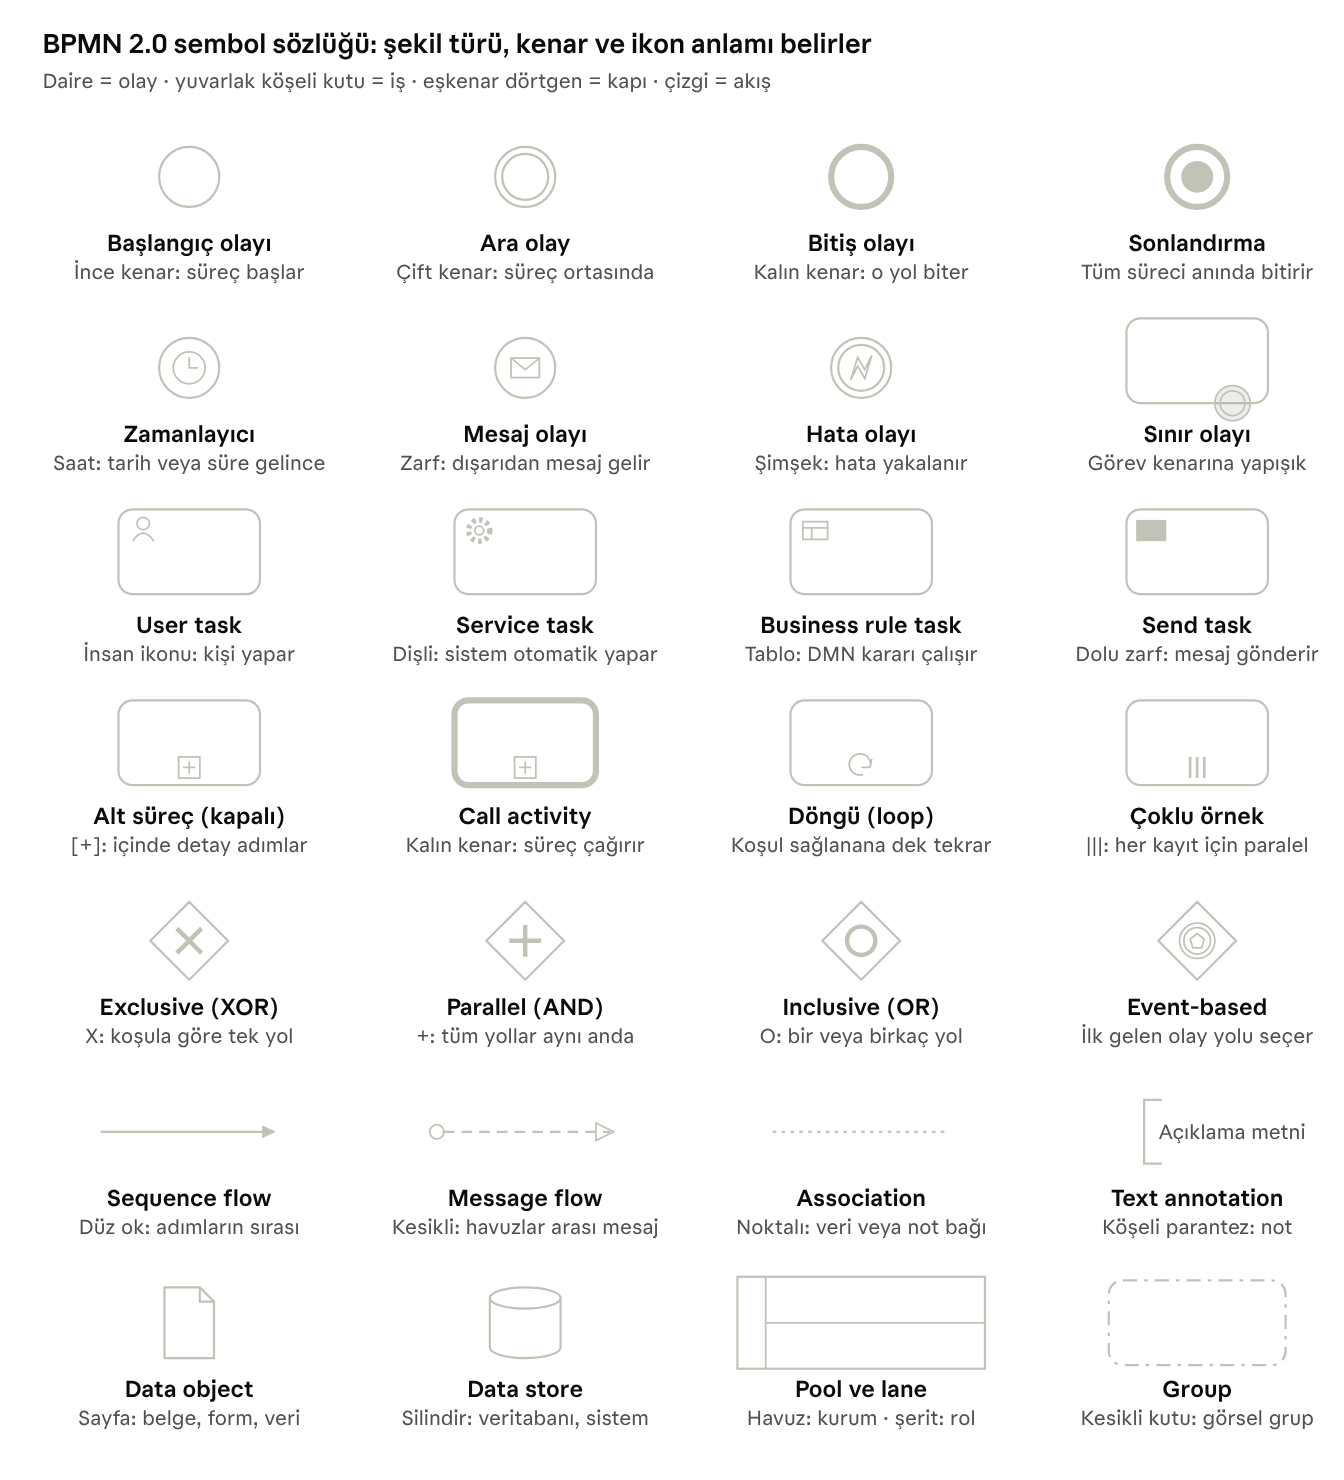 BPMN 2.0 sembol sözlüğü: şekil türü, kenar ve ikon anlamı belirler
Daire = olay · yuvarlak köşeli kutu = iş · eşkenar dörtgen = kapı · çizgi = akış
Başlangıç olayı
İnce kenar: süreç başlar
Ara olay
Çift kenar: süreç ortasında
Bitiş olayı
Kalın kenar: o yol biter
Sonlandırma
Tüm süreci anında bitirir
Zamanlayıcı
Saat: tarih veya süre gelince
Mesaj olayı
Zarf: dışarıdan mesaj gelir
Hata olayı
Şimşek: hata yakalanır
Sınır olayı
Görev kenarına yapışık
User task
İnsan ikonu: kişi yapar
Service task
Dişli: sistem otomatik yapar
Business rule task
Tablo: DMN kararı çalışır
Send task
Dolu zarf: mesaj gönderir
Alt süreç (kapalı)
[+]: içinde detay adımlar
Call activity
Kalın kenar: süreç çağırır
Döngü (loop)
Koşul sağlanana dek tekrar
Çoklu örnek
|||: her kayıt için paralel
Exclusive (XOR)
X: koşula göre tek yol
Parallel (AND)
+: tüm yollar aynı anda
Inclusive (OR)
O: bir veya birkaç yol
Event-based
İlk gelen olay yolu seçer
Sequence flow
Düz ok: adımların sırası
Message flow
Kesikli: havuzlar arası mesaj
Association
Noktalı: veri veya not bağı
Açıklama metni
Text annotation
Köşeli parantez: not
Data object
Sayfa: belge, form, veri
Data store
Silindir: veritabanı, sistem
Pool ve lane
Havuz: kurum · şerit: rol
Group
Kesikli kutu: görsel grup